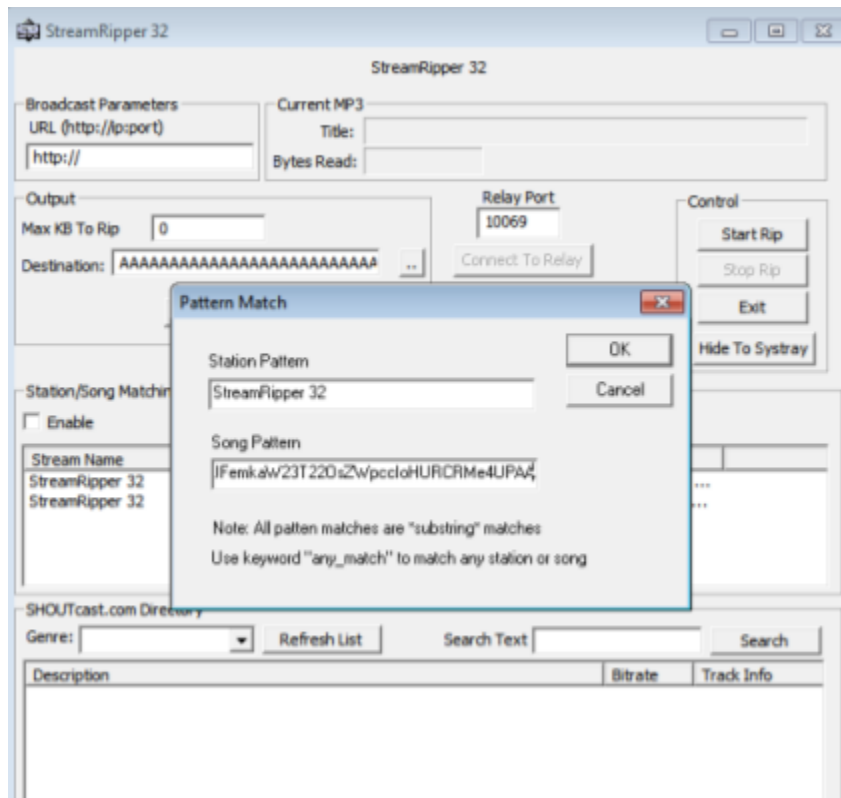 StreamRipper 32
StreamRipper 32
Broadcast Parameters
URL (http://ip:port)
http://
Current MP3
Title:
Bytes Read:
Output
Max KB To Rip 0
Destination: AAAAAAAAAAAAAAAAAAAAAAAAAA ..
Relay Port
10069
Connect To Relay
Control
Start Rip
Stop Rip
Exit
Hide To Systray
Pattern Match
Station Pattern
StreamRipper 32
OK
Cancel
Song Pattern
Note: All patten matches are "substring" matches
Use keyword "any_match" to match any station or song
Station/Song Matchin
Enable
Stream Name
StreamRipper 32 ...
StreamRipper 32 ...
SHOUTcast.com Directory
Genre: Refresh List Search Text Search
Description Bitrate Track Info